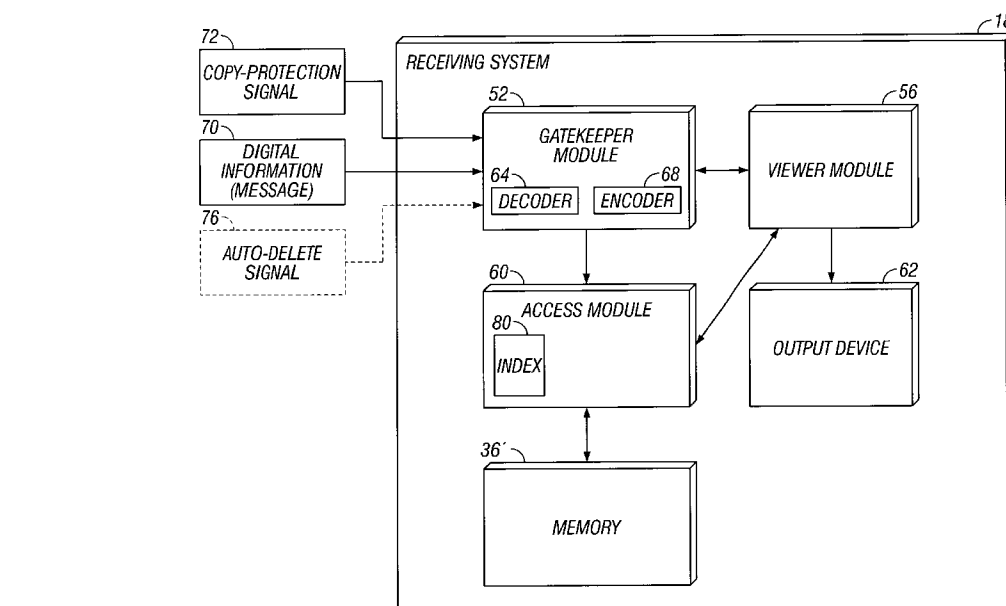 18
72
COPY-PROTECTION
SIGNAL
RECEIVING SYSTEM
70
DIGITAL
INFORMATION
(MESSAGE)
76
AUTO-DELETE
SIGNAL
52
GATEKEEPER
MODULE
64
DECODER
68
ENCODER
56
VIEWER MODULE
60
ACCESS MODULE
80
INDEX
62
OUTPUT DEVICE
36´
MEMORY